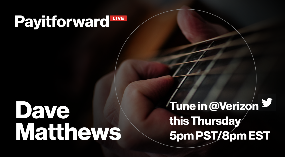 Payitforward LIVE
Dave
Matthews
Tune in @Verizon
this Thursday
5pm PST/8pm EST